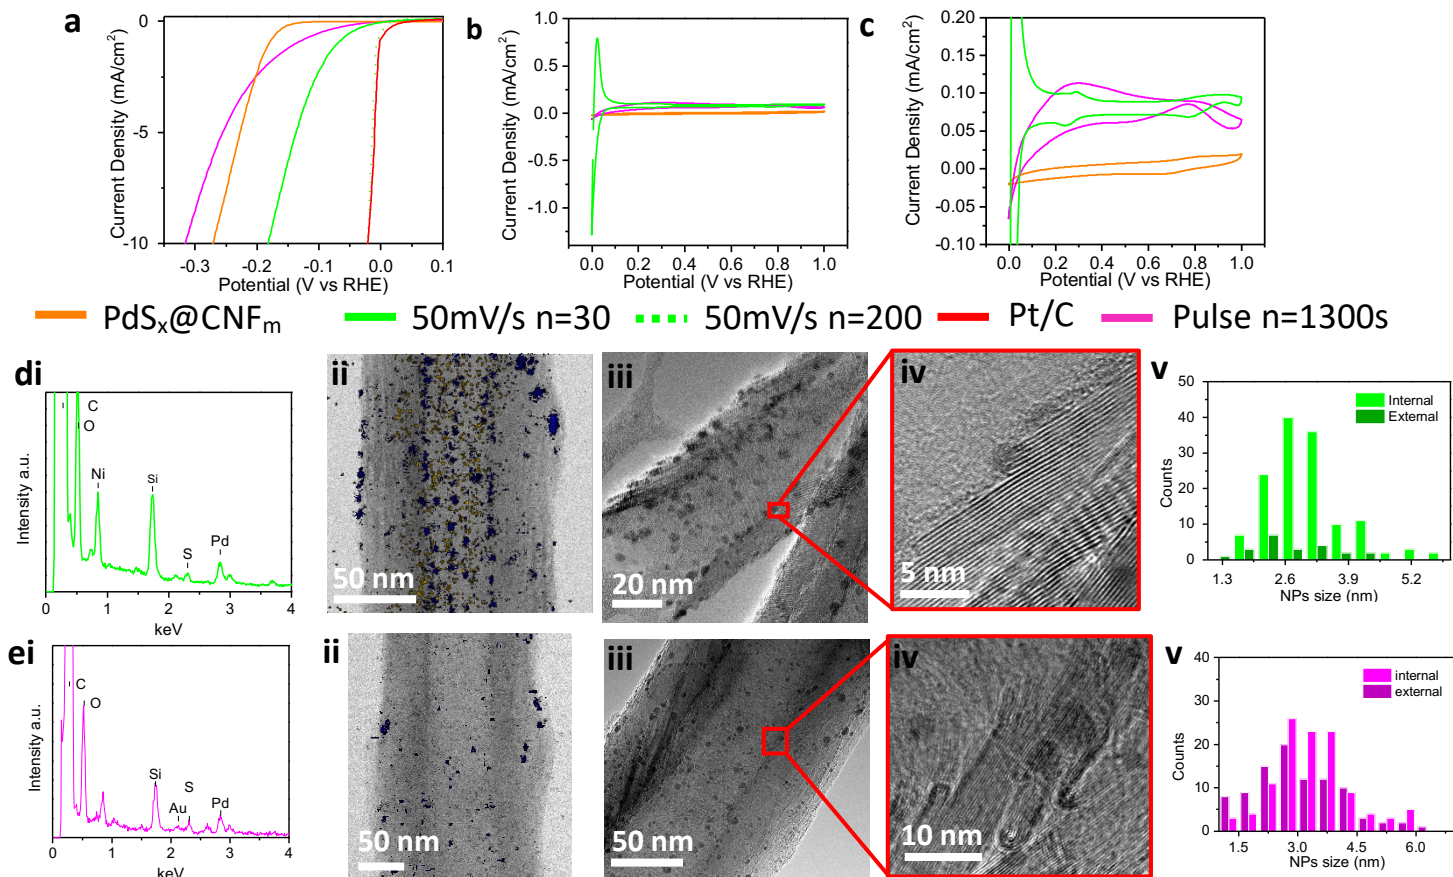 a
Current Density (mA/cm²)
0
-5
-10
-0.3 -0.2 -0.1 0.0 0.1
Potential (V vs RHE)
b
Current Density (mA/cm²)
1.0
0.5
0.0
-0.5
-1.0
0.0 0.2 0.4 0.6 0.8 1.0
Potential (V vs RHE)
c
Current Density (mA/cm²)
0.20
0.15
0.10
0.05
0.00
-0.05
-0.10
0.0 0.2 0.4 0.6 0.8 1.0
Potential (V vs RHE)
PdSₓ@CNFₘ 50mV/s n=30 50mV/s n=200 Pt/C Pulse n=1300s
di
Intensity a.u.
C
O
Ni
Si
S
Pd
0 1 2 3 4
keV
ii
50 nm
iii
20 nm
iv
5 nm
v
Counts
50
40
30
20
10
0
Internal
External
1.3 2.6 3.9 5.2
NPs size (nm)
ei
Intensity a.u.
C
O
Si
Au
S
Pd
0 1 2 3 4
keV
ii
50 nm
iii
50 nm
iv
10 nm
v
Counts
40
30
20
10
0
internal
external
1.5 3.0 4.5 6.0
NPs size (nm)